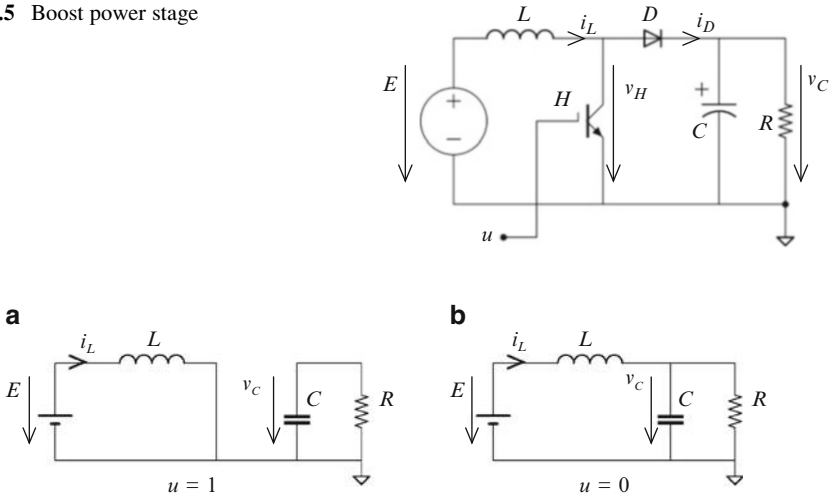 .5 Boost power stage
L i_L D i_D
E v_H v_C
+ H +
− C R
u
a b
i_L L i_L L
E v_C C R E v_C C R
u = 1 u = 0